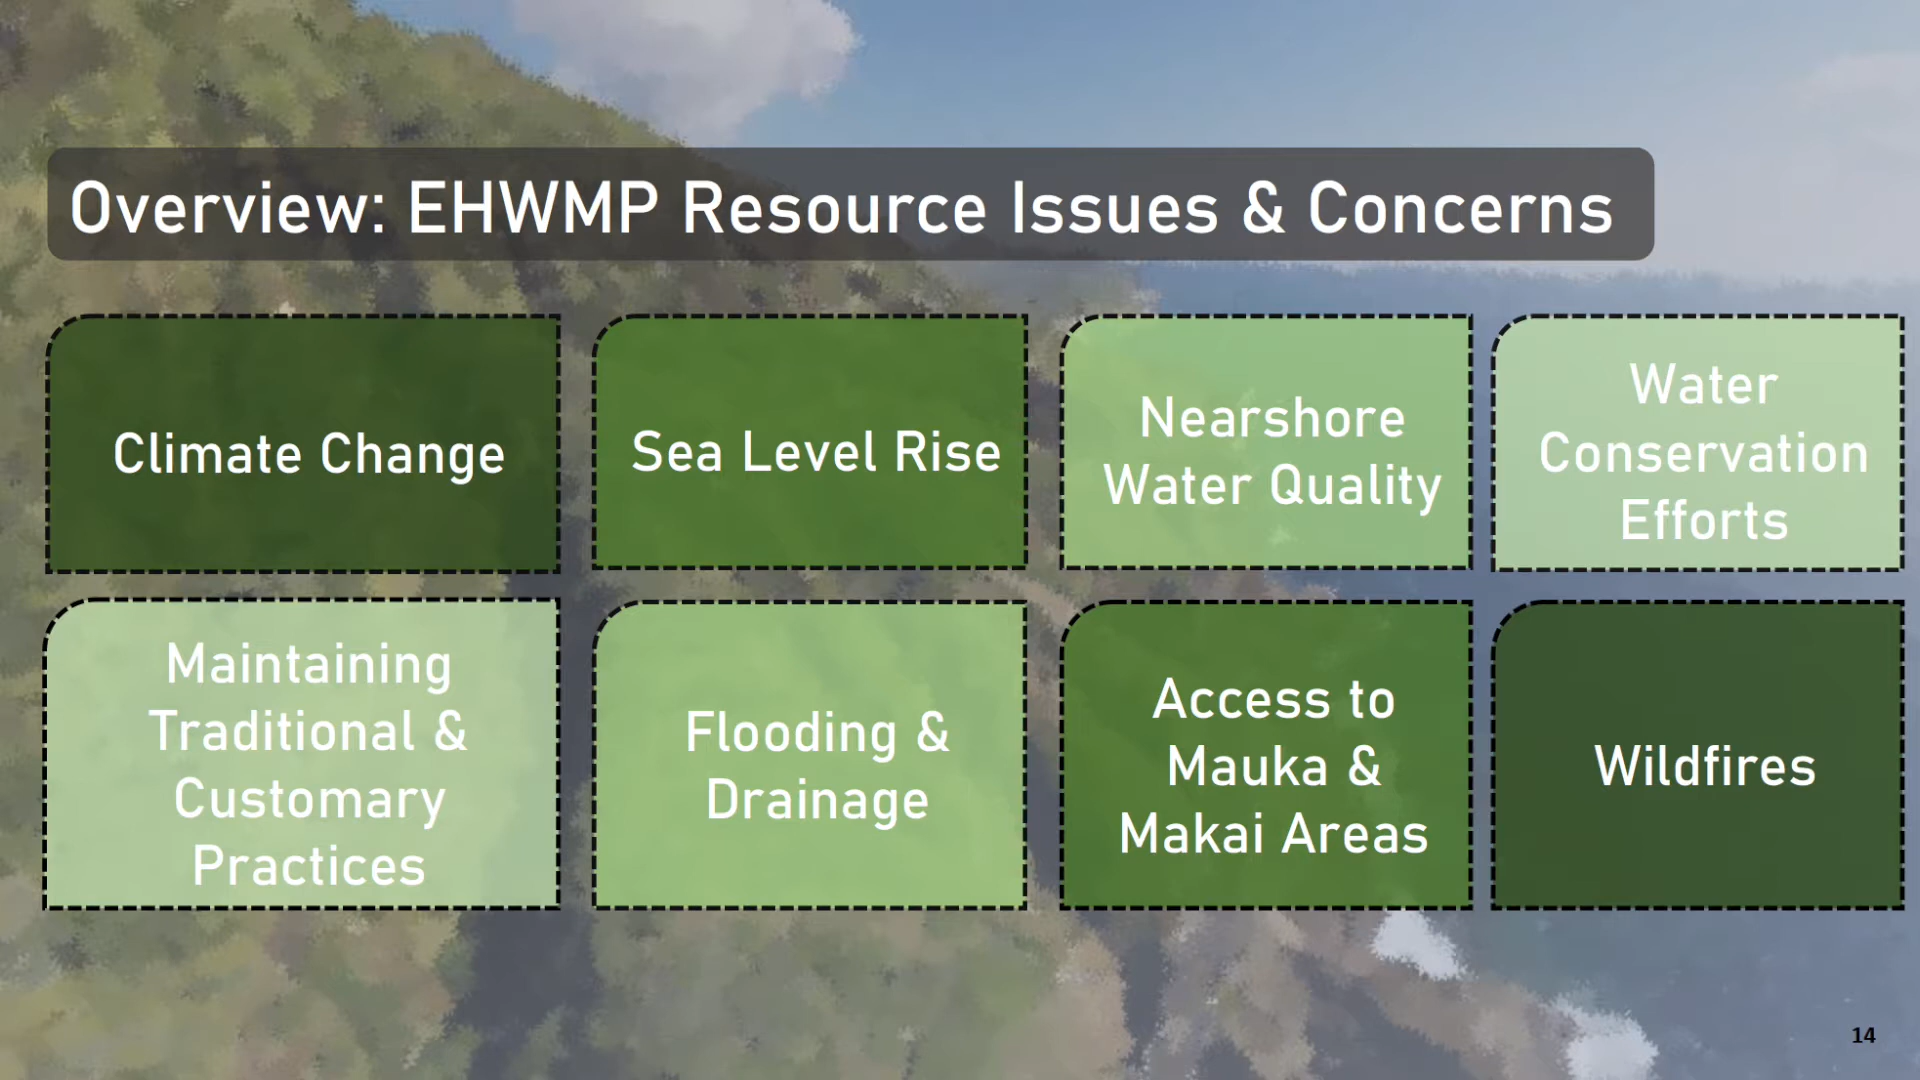 Overview: EHWMP Resource Issues & Concerns
Climate Change
Sea Level Rise
Nearshore
Water Quality
Water
Conservation
Efforts
Maintaining
Traditional &
Customary
Practices
Flooding &
Drainage
Access to
Mauka &
Makai Areas
Wildfires
14